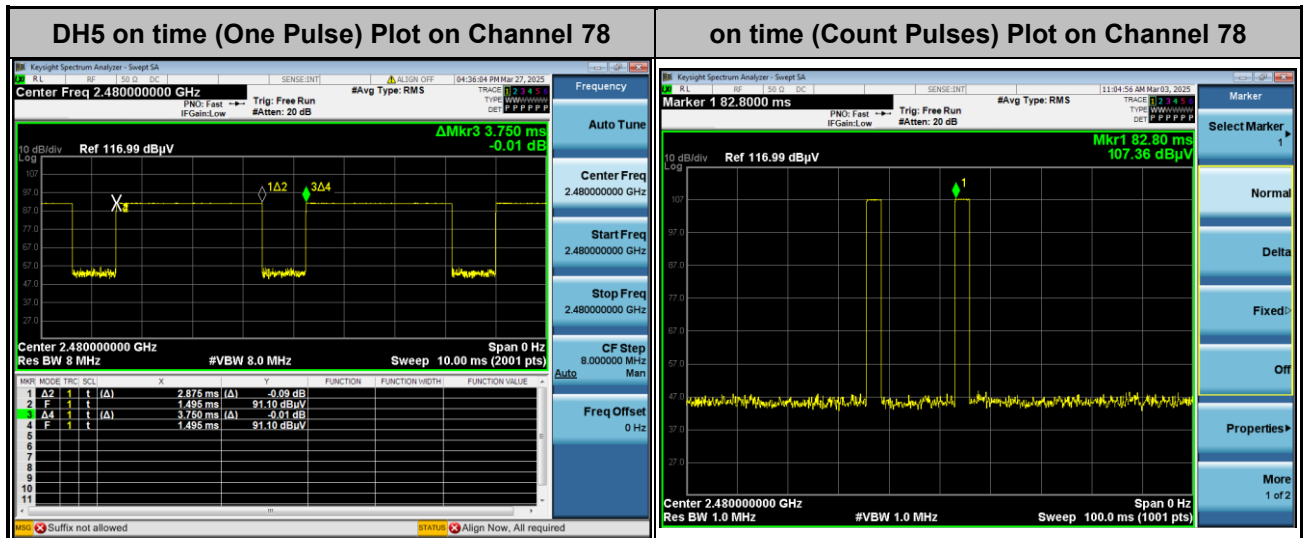 DH5 on time (One Pulse) Plot on Channel 78
Keysight Spectrum Analyzer - Swept SA
RL RF 50 Ω DC SENSE:INT ALIGN OFF 04:36:04 PM Mar 27, 2025
Center Freq 2.480000000 GHz
PNO: Fast
IFGain:Low
Trig: Free Run
#Atten: 20 dB
#Avg Type: RMS
TRACE 1 2 3 4 5 6
TYPE WWWWWW
DET P P P P P P
ΔMkr3 3.750 ms
-0.01 dB
10 dB/div Ref 116.99 dBµV
Log
107
97.0
87.0
77.0
67.0
57.0
47.0
37.0
27.0
1Δ2
3Δ4
Center 2.480000000 GHz Span 0 Hz
Res BW 8 MHz #VBW 8.0 MHz Sweep 10.00 ms (2001 pts)
MKR MODE TRC SCL X Y FUNCTION FUNCTION WIDTH FUNCTION VALUE
1 Δ2 1 t (Δ) 2.875 ms (Δ) -0.09 dB
2 F 1 t 1.495 ms 91.10 dBµV
3 Δ4 1 t (Δ) 3.750 ms (Δ) -0.01 dB
4 F 1 t 1.495 ms 91.10 dBµV
5
6
7
8
9
10
11
MSG Suffix not allowed STATUS Align Now, All required
Frequency
Auto Tune
Center Freq
2.480000000 GHz
Start Freq
2.480000000 GHz
Stop Freq
2.480000000 GHz
CF Step
8.000000 MHz
Auto Man
Freq Offset
0 Hz
on time (Count Pulses) Plot on Channel 78
Keysight Spectrum Analyzer - Swept SA
RL RF 50 Ω DC SENSE:INT 11:04:56 AM Mar 03, 2025
Marker 1 82.8000 ms
PNO: Fast
IFGain:Low
Trig: Free Run
#Atten: 20 dB
#Avg Type: RMS
TRACE 1 2 3 4 5 6
TYPE WWWWWW
DET P P P P P P
Mkr1 82.80 ms
107.36 dBµV
10 dB/div Ref 116.99 dBµV
Log
107
97.0
87.0
77.0
67.0
57.0
47.0
37.0
27.0
1
Center 2.480000000 GHz Span 0 Hz
Res BW 1.0 MHz #VBW 1.0 MHz Sweep 100.0 ms (1001 pts)
Marker
Select Marker
1
Normal
Delta
Fixed
Off
Properties
More
1 of 2